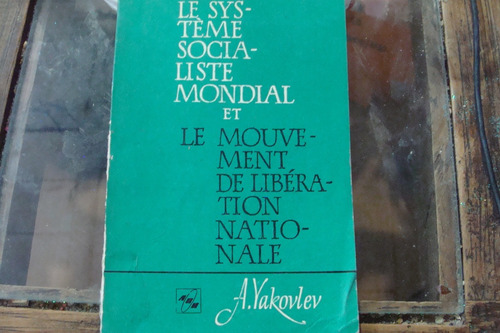 LE SYS-
TÈME
SOCIA-
LISTE
MONDIAL
ET
LE MOUVE-
MENT
DE LIBÉRA-
TION
NATIO-
NALE
A. Yakovlev